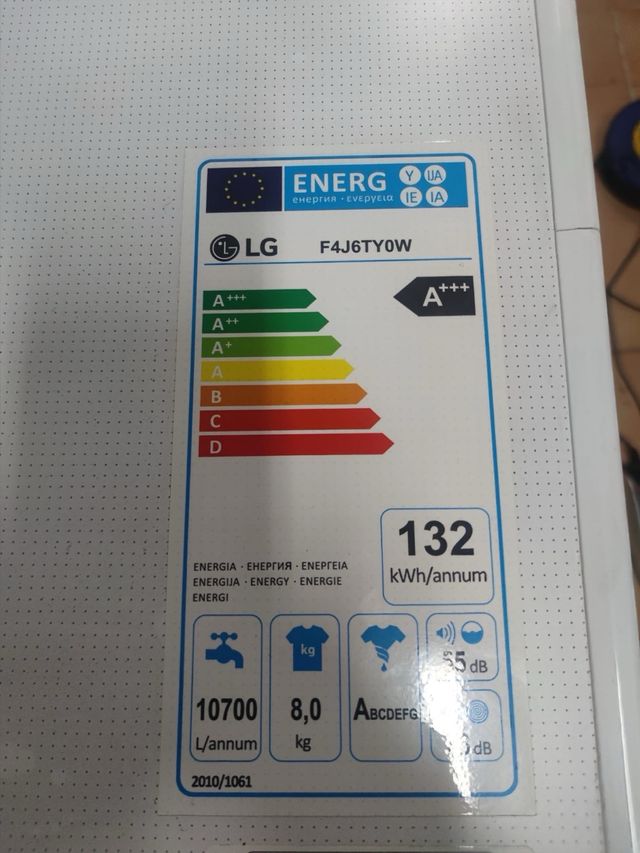 ENERG Y IJA
енергия · ενεργεια IE IA
LG F4J6TY0W
A+++
A+++
A++
A+
A
B
C
D
132
kWh/annum
ENERGIA · ЕНЕРГИЯ · ΕΝΕΡΓΕΙΑ
ENERGIJA · ENERGY · ENERGIE
ENERGI
10700
L/annum
kg
8,0
kg
ABCDEFG
dB
dB
2010/1061